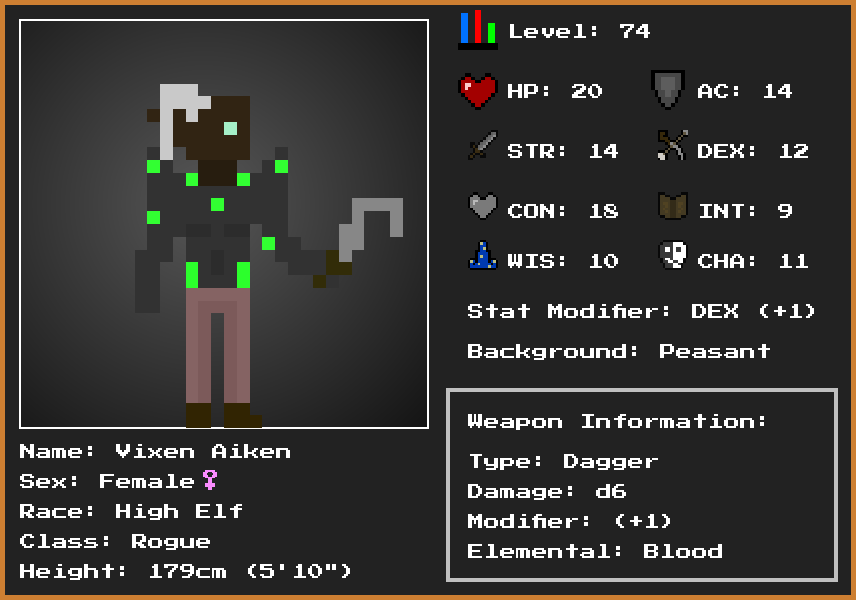 Level: 74
HP: 20
AC: 14
STR: 14
DEX: 12
CON: 18
INT: 9
WIS: 10
CHA: 11
Stat Modifier: DEX (+1)
Background: Peasant
Weapon Information:
Type: Dagger
Damage: d6
Modifier: (+1)
Elemental: Blood
Name: Vixen Aiken
Sex: Female♀
Race: High Elf
Class: Rogue
Height: 179cm (5'10")